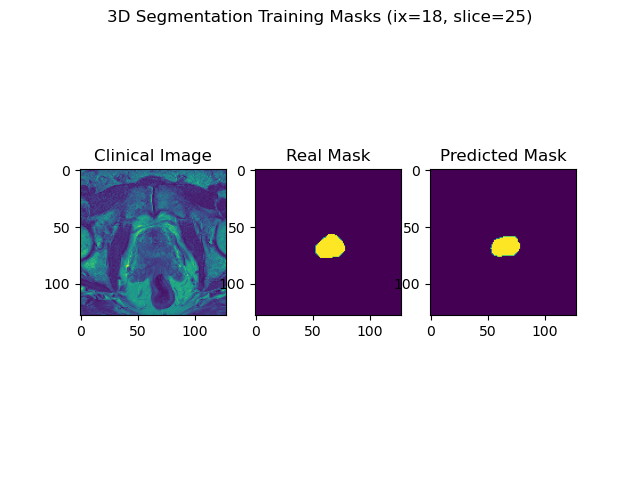 3D Segmentation Training Masks (ix=18, slice=25)
Clinical Image Real Mask Predicted Mask
0 0 0
50 50 50
100 100 100
0 50 100 0 50 100 0 50 100